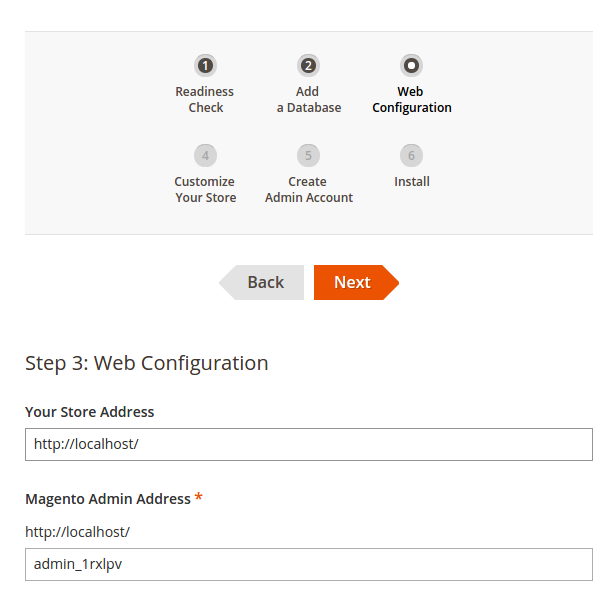 1
2
Readiness
Check
Add
a Database
Web
Configuration
4
5
6
Customize
Your Store
Create
Admin Account
Install
Back
Next
Step 3: Web Configuration
Your Store Address
http://localhost/
Magento Admin Address *
http://localhost/
admin_1rxlpv